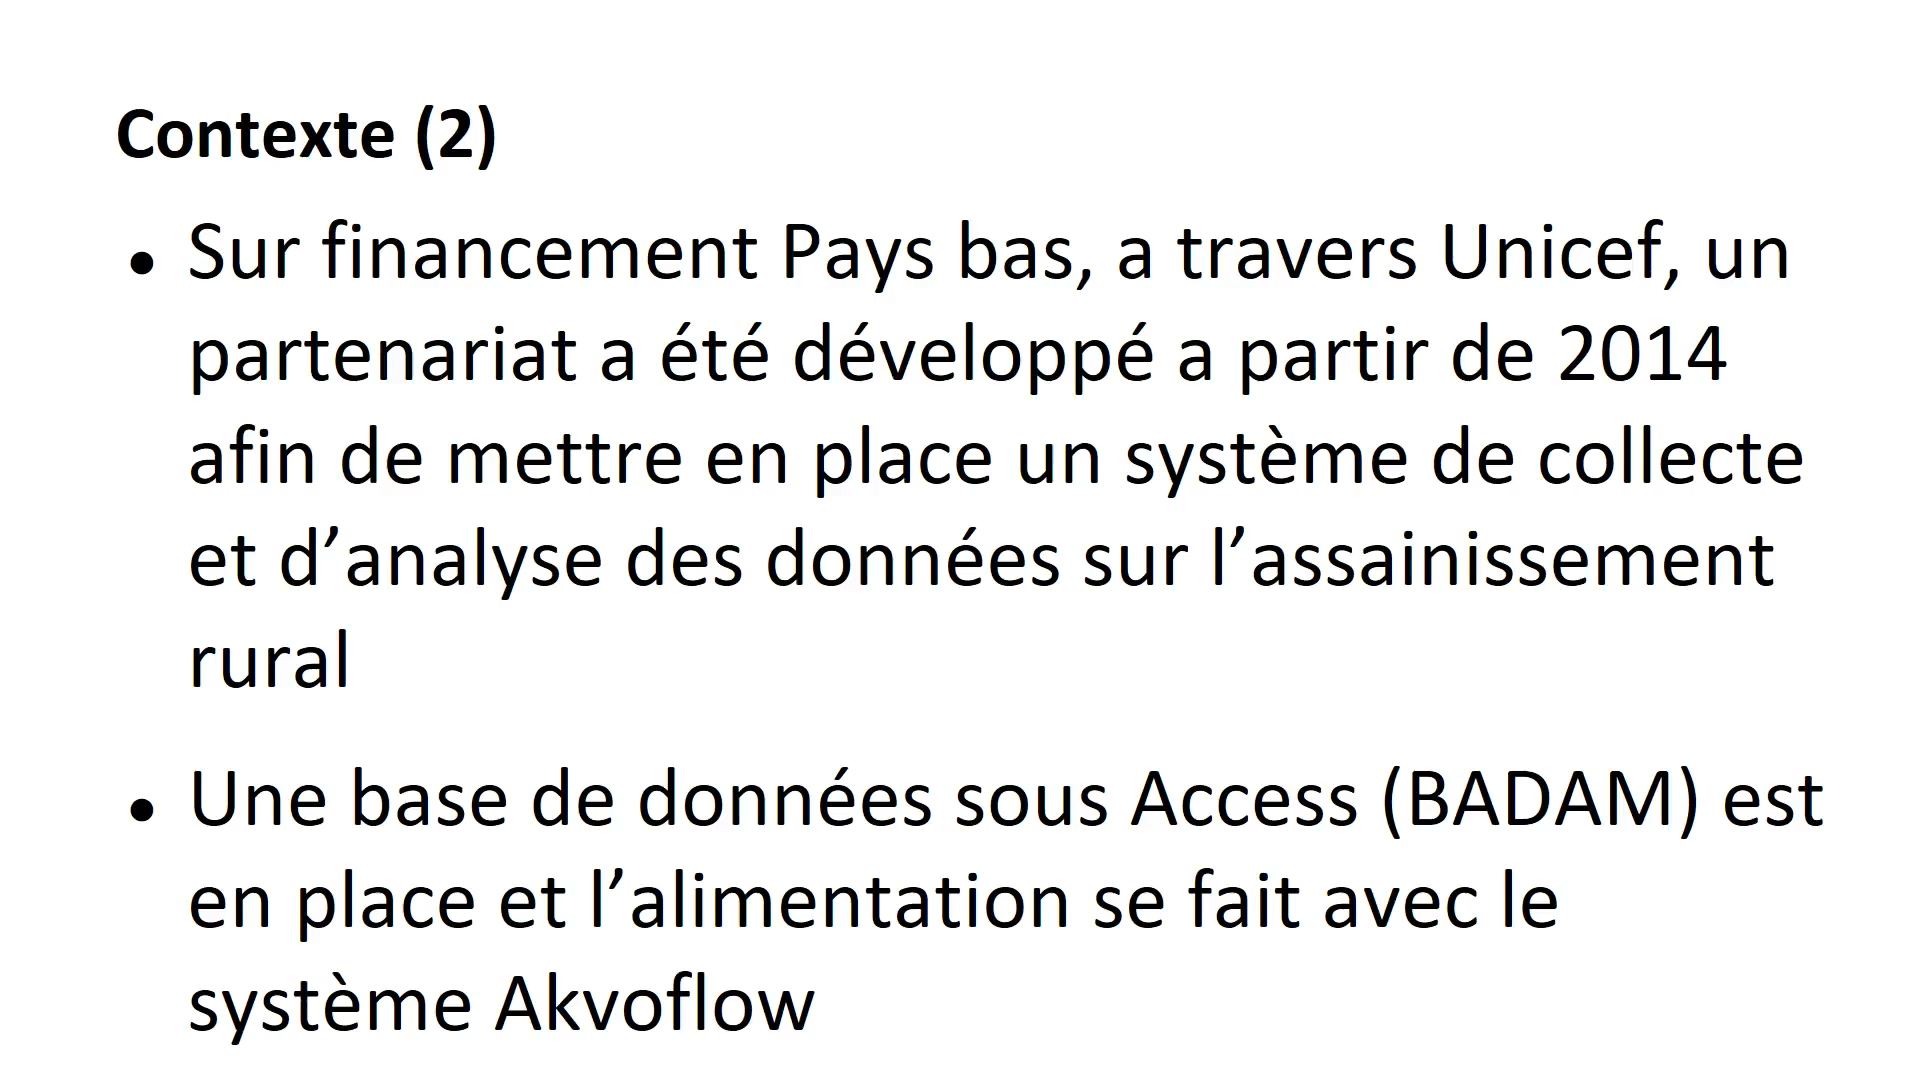 Contexte (2)
• Sur financement Pays bas, a travers Unicef, un
partenariat a été développé a partir de 2014
afin de mettre en place un système de collecte
et d’analyse des données sur l’assainissement
rural
• Une base de données sous Access (BADAM) est
en place et l’alimentation se fait avec le
système Akvoflow